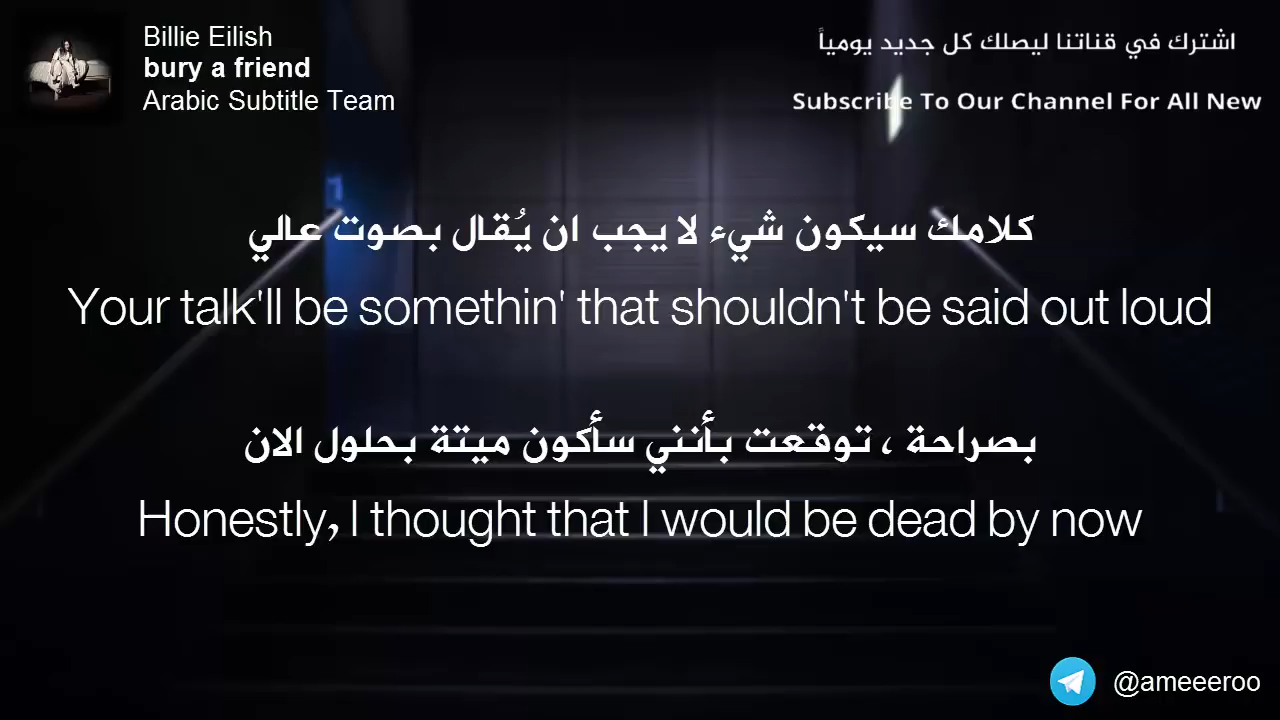 Billie Eilish
bury a friend
Arabic Subtitle Team
اشترك في قناتنا ليصلك كل جديد يومياً
Subscribe To Our Channel For All New
كلامك سيكون شيء لا يجب ان يُقال بصوت عالي
Your talk'll be somethin' that shouldn't be said out loud
بصراحة ، توقعت بأنني سأكون ميتة بحلول الان
Honestly, I thought that I would be dead by now
@ameeeroo